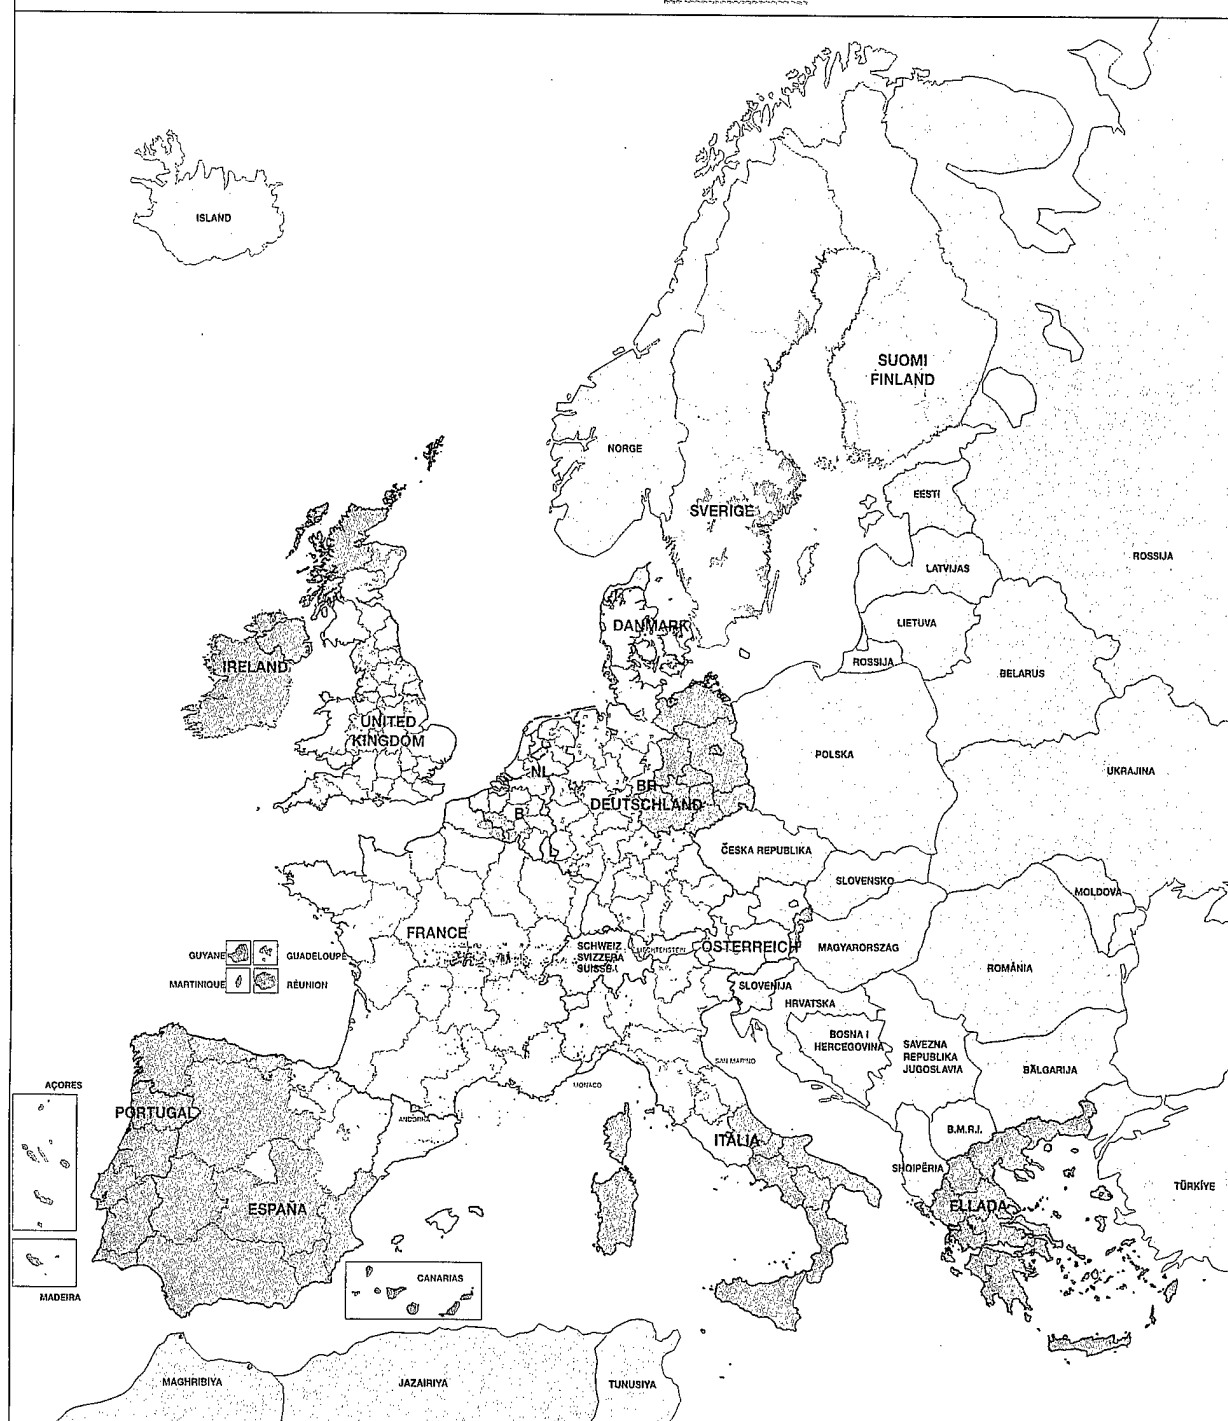 ISLAND
SUOMI
FINLAND
NORGE
SVERIGE
EESTI
ROSSIJA
LATVIJAS
LIETUVA
DANMARK
IRELAND
ROSSIJA
BELARUS
UNITED
KINGDOM
POLSKA
UKRAJINA
NL
BR
DEUTSCHLAND
B
L
ČESKA REPUBLIKA
SLOVENSKO
MOLDOVA
FRANCE
SCHWEIZ
SVIZZERA
SUISSE
LIECHTENSTEIN
ÖSTERREICH
MAGYARORSZAG
GUYANE
GUADELOUPE
ROMÂNIA
MARTINIQUE
RÉUNION
SLOVENIJA
HRVATSKA
BOSNA I
HERCEGOVINA
SAVEZNA
REPUBLIKA
JUGOSLAVIA
SAN MARINO
BĂLGARIJA
AÇORES
MONACO
PORTUGAL
ANDORRA
B.M.R.I.
ITALIA
SHQIPËRIA
TÜRKİYE
ESPAÑA
ELLADA
CANARIAS
MADEIRA
MAGHRIBIYA
JAZAIRIYA
TUNUSIYA